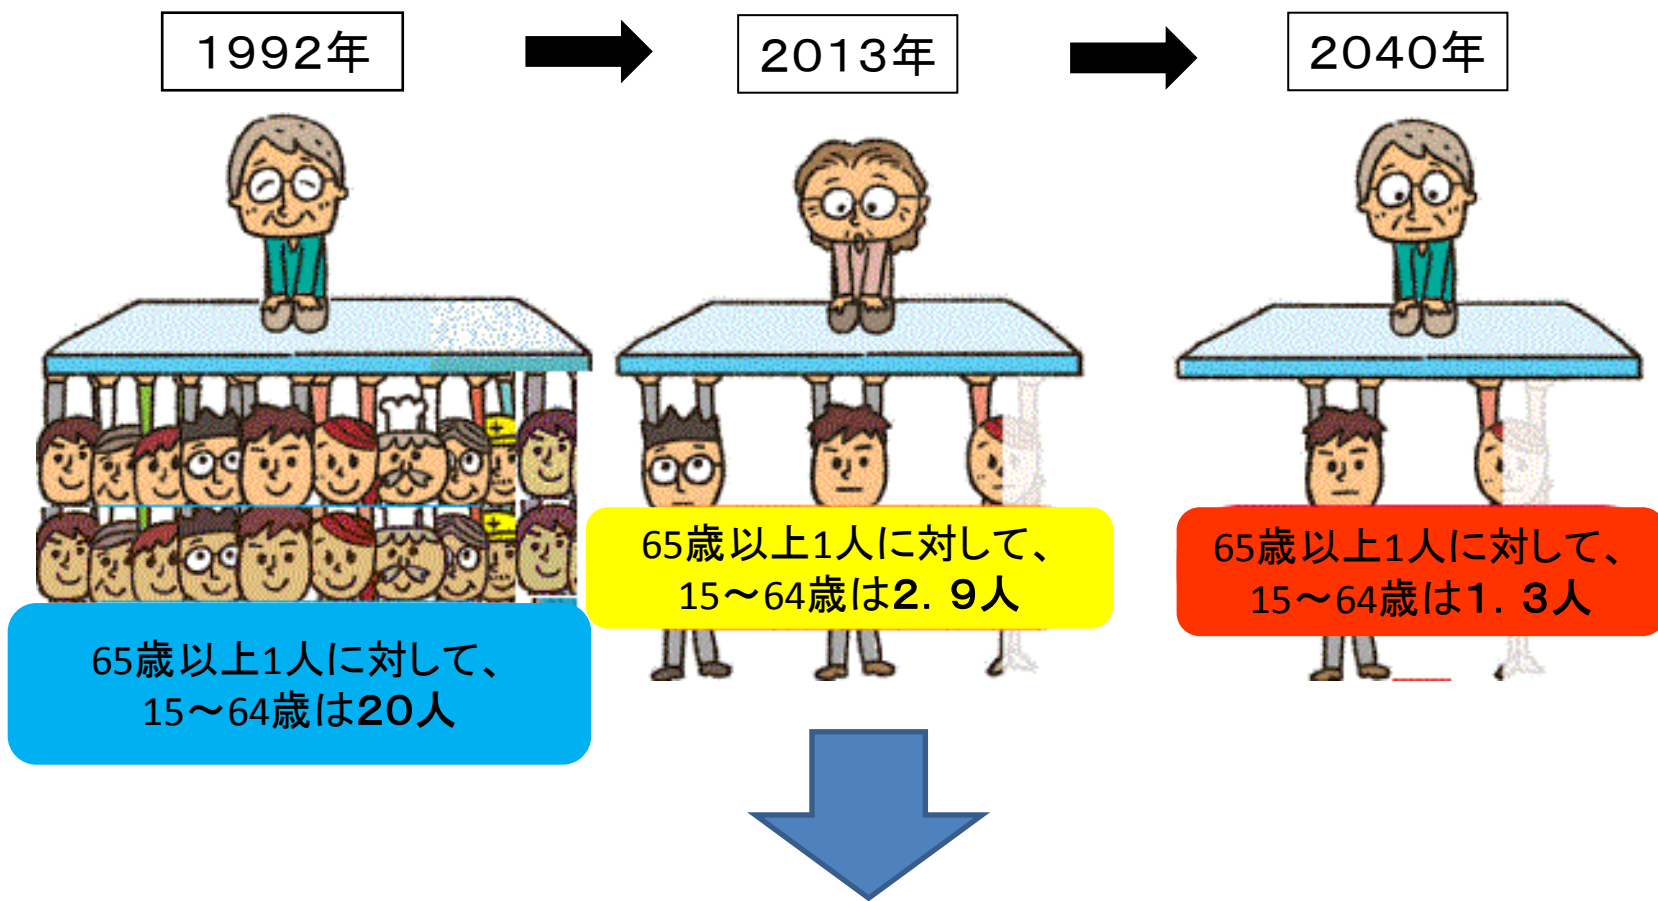 1992年
2013年
2040年
65歳以上1人に対して、
15～64歳は20人
65歳以上1人に対して、
15～64歳は2.9人
65歳以上1人に対して、
15～64歳は1.3人